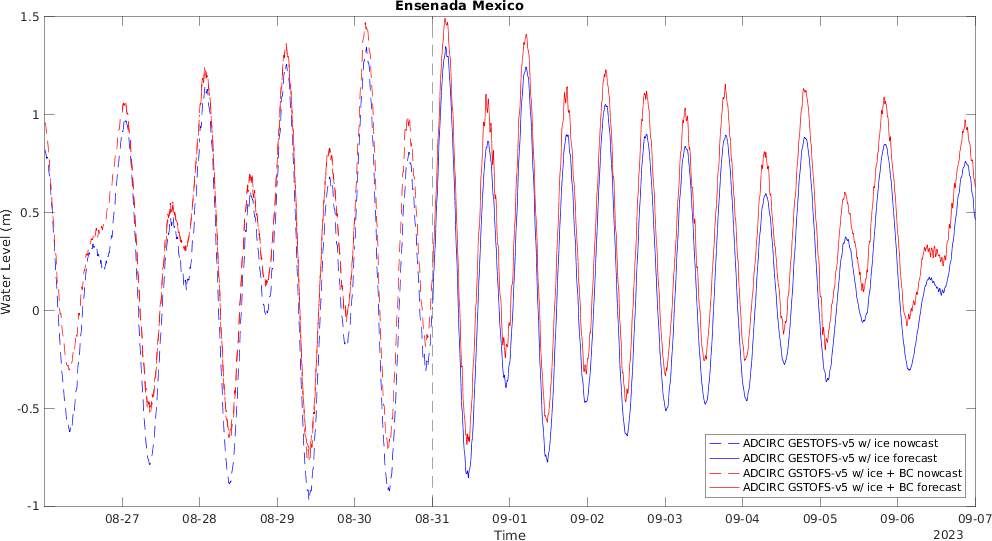 Ensenada Mexico
1.5
1
0.5
0
-0.5
-1
Water Level (m)
ADCIRC GESTOFS-v5 w/ ice nowcast
ADCIRC GESTOFS-v5 w/ ice forecast
ADCIRC GSTOFS-v5 w/ ice + BC nowcast
ADCIRC GSTOFS-v5 w/ ice + BC forecast
08-27 08-28 08-29 08-30 08-31 09-01 09-02 09-03 09-04 09-05 09-06 09-07
Time
2023